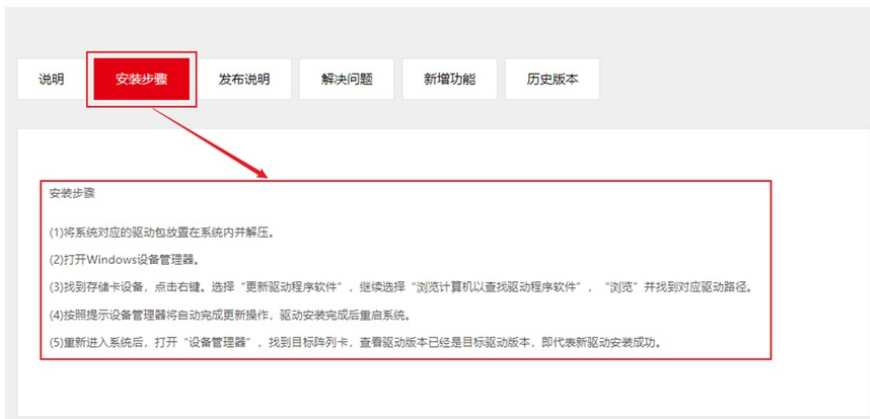 说明 安装步骤 发布说明 解决问题 新增功能 历史版本
安装步骤
(1)将系统对应的驱动包放置在系统内并解压。
(2)打开Windows设备管理器。
(3)找到存储卡设备，点击右键。选择“更新驱动程序软件”，继续选择“浏览计算机以查找驱动程序软件”，“浏览”并找到对应驱动路径。
(4)按照提示设备管理器将自动完成更新操作，驱动安装完成后重启系统。
(5)重新进入系统后，打开“设备管理器”，找到目标阵列卡，查看驱动版本已经是目标驱动版本，即代表新驱动安装成功。